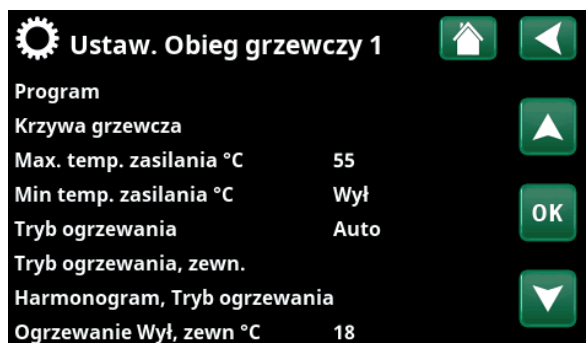 Ustaw. Obieg grzewczy 1
Program
Krzywa grzewcza
Max. temp. zasilania °C 55
Min temp. zasilania °C Wył
Tryb ogrzewania Auto
OK
Tryb ogrzewania, zewn.
Harmonogram, Tryb ogrzewania
Ogrzewanie Wył, zewn °C 18